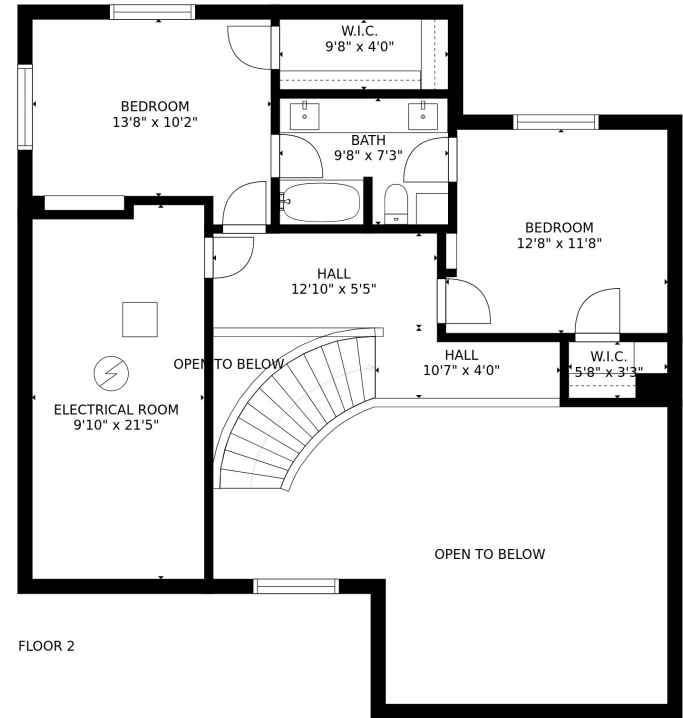 W.I.C.
9'8" x 4'0"
BEDROOM
13'8" x 10'2"
BATH
9'8" x 7'3"
BEDROOM
12'8" x 11'8"
HALL
12'10" x 5'5"
HALL
10'7" x 4'0"
W.I.C.
5'8" x 3'3"
OPEN TO BELOW
ELECTRICAL ROOM
9'10" x 21'5"
OPEN TO BELOW
FLOOR 2